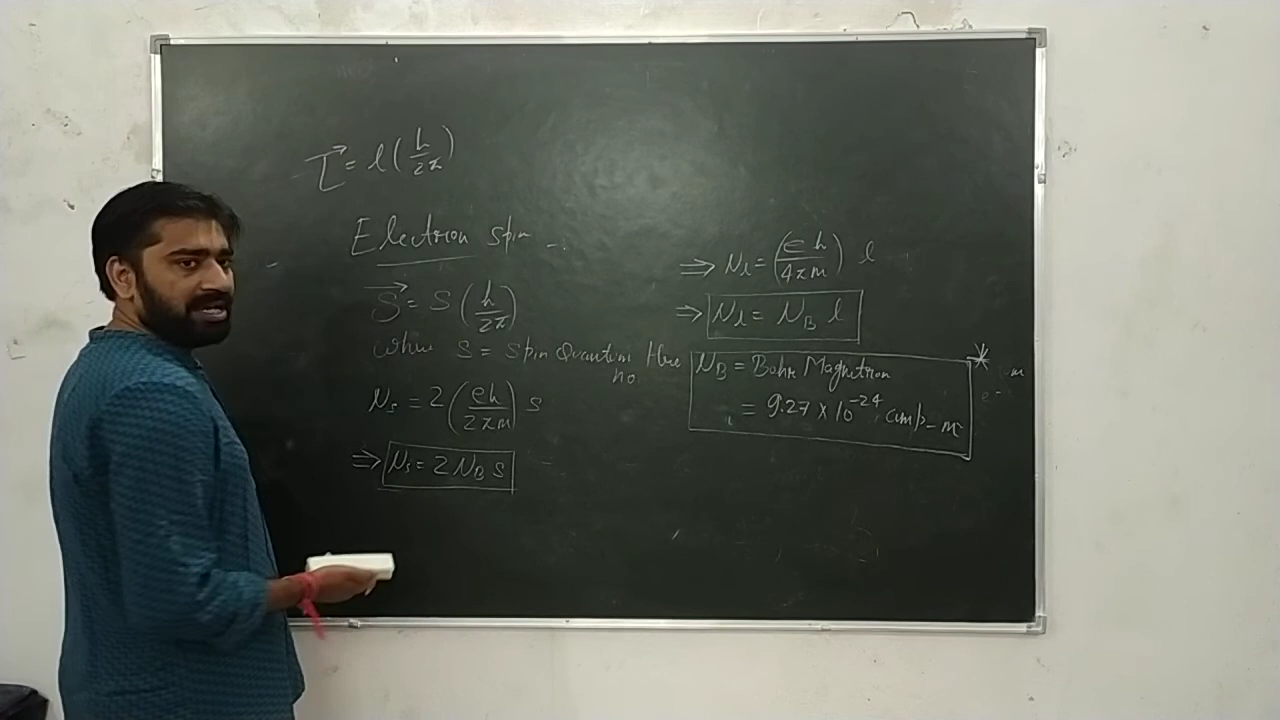 L⃗ = l (h/2π)
Electron spin -..
S⃗ = S (h/2π)
where S = Spin Quantum
no.
μs = 2 (eh/2πm) s
⇒ μs = 2 μB s
⇒ μl = (eh/4πm) l
⇒ μl = μB l
Here μB = Bohr Magnetron
= 9.27 × 10⁻²⁴ amp-m²